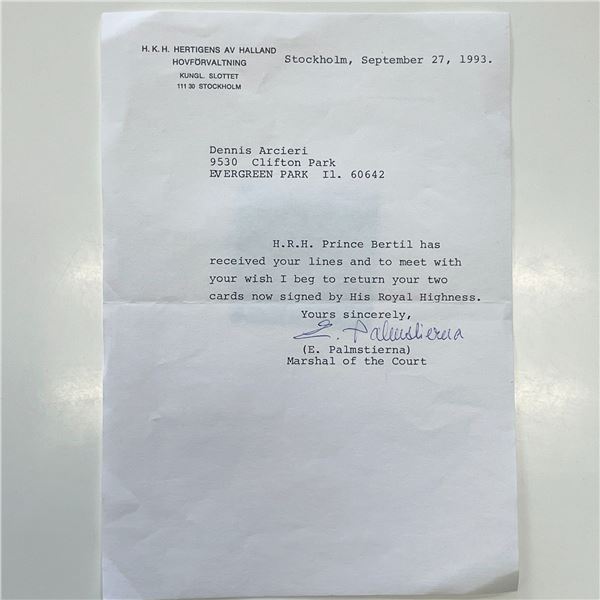 H.K.H. HERTIGENS AV HALLAND
HOVFÖRVALTNING
KUNGL. SLOTTET
111 30 STOCKHOLM
Stockholm, September 27, 1993.
Dennis Arcieri
9530 Clifton Park
EVERGREEN PARK Il. 60642
H.R.H. Prince Bertil has
received your lines and to meet with
your wish I beg to return your two
cards now signed by His Royal Highness.
Yours sincerely,
E. Palmstierna
(E. Palmstierna)
Marshal of the Court